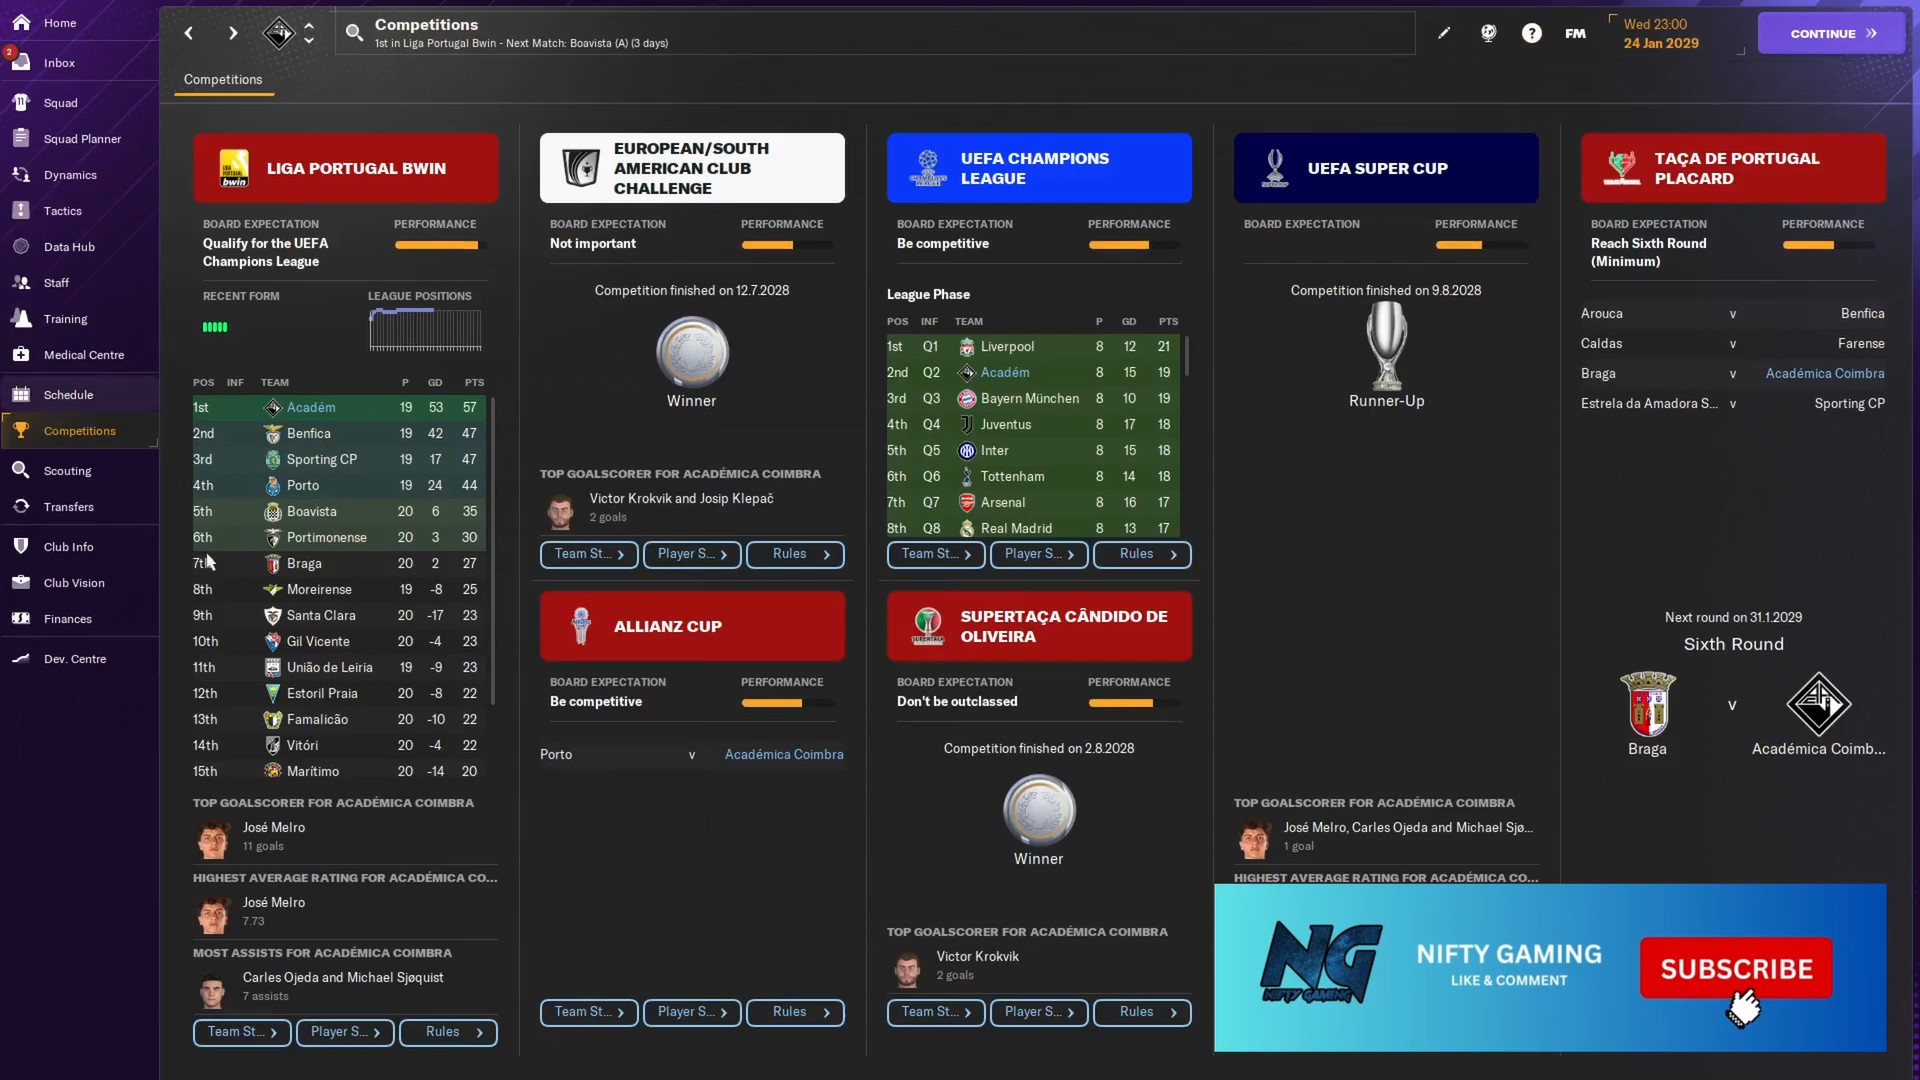 Home
2
Inbox
Squad
Squad Planner
Dynamics
Tactics
Data Hub
Staff
Training
Medical Centre
Schedule
Competitions
Scouting
Transfers
Club Info
Club Vision
Finances
Dev. Centre
Competitions
1st in Liga Portugal Bwin - Next Match: Boavista (A) (3 days)
FM
Wed 23:00
24 Jan 2029
CONTINUE
Competitions
LIGA PORTUGAL BWIN
BOARD EXPECTATION PERFORMANCE
Qualify for the UEFA
Champions League
RECENT FORM LEAGUE POSITIONS
POS INF TEAM P GD PTS
1st Académ 19 53 57
2nd Benfica 19 42 47
3rd Sporting CP 19 17 47
4th Porto 19 24 44
5th Boavista 20 6 35
6th Portimonense 20 3 30
7th Braga 20 2 27
8th Moreirense 19 -8 25
9th Santa Clara 20 -17 23
10th Gil Vicente 20 -4 23
11th União de Leiria 19 -9 23
12th Estoril Praia 20 -8 22
13th Famalicão 20 -10 22
14th Vitóri 20 -4 22
15th Marítimo 20 -14 20
TOP GOALSCORER FOR ACADÉMICA COIMBRA
José Melro
11 goals
HIGHEST AVERAGE RATING FOR ACADÉMICA CO...
José Melro
7.73
MOST ASSISTS FOR ACADÉMICA COIMBRA
Carles Ojeda and Michael Sjøquist
7 assists
Team St... Player S... Rules
EUROPEAN/SOUTH
AMERICAN CLUB
CHALLENGE
BOARD EXPECTATION PERFORMANCE
Not important
Competition finished on 12.7.2028
Winner
TOP GOALSCORER FOR ACADÉMICA COIMBRA
Victor Krokvik and Josip Klepač
2 goals
Team St... Player S... Rules
ALLIANZ CUP
BOARD EXPECTATION PERFORMANCE
Be competitive
Porto v Académica Coimbra
Team St... Player S... Rules
UEFA CHAMPIONS
LEAGUE
BOARD EXPECTATION PERFORMANCE
Be competitive
League Phase
POS INF TEAM P GD PTS
1st Q1 Liverpool 8 12 21
2nd Q2 Académ 8 15 19
3rd Q3 Bayern München 8 10 19
4th Q4 Juventus 8 17 18
5th Q5 Inter 8 15 18
6th Q6 Tottenham 8 14 18
7th Q7 Arsenal 8 16 17
8th Q8 Real Madrid 8 13 17
Team St... Player S... Rules
SUPERTAÇA CÂNDIDO DE
OLIVEIRA
BOARD EXPECTATION PERFORMANCE
Don't be outclassed
Competition finished on 2.8.2028
Winner
TOP GOALSCORER FOR ACADÉMICA COIMBRA
Victor Krokvik
2 goals
Team St... Player S... Rules
UEFA SUPER CUP
BOARD EXPECTATION PERFORMANCE
Competition finished on 9.8.2028
Runner-Up
TOP GOALSCORER FOR ACADÉMICA COIMBRA
José Melro, Carles Ojeda and Michael Sjø...
1 goal
HIGHEST AVERAGE RATING FOR ACADÉMICA CO...
TAÇA DE PORTUGAL
PLACARD
BOARD EXPECTATION PERFORMANCE
Reach Sixth Round
(Minimum)
Arouca v Benfica
Caldas v Farense
Braga v Académica Coimbra
Estrela da Amadora S... v Sporting CP
Next round on 31.1.2029
Sixth Round
v
Braga Académica Coimb...
NG
NIFTY GAMING
NIFTY GAMING
LIKE & COMMENT
SUBSCRIBE